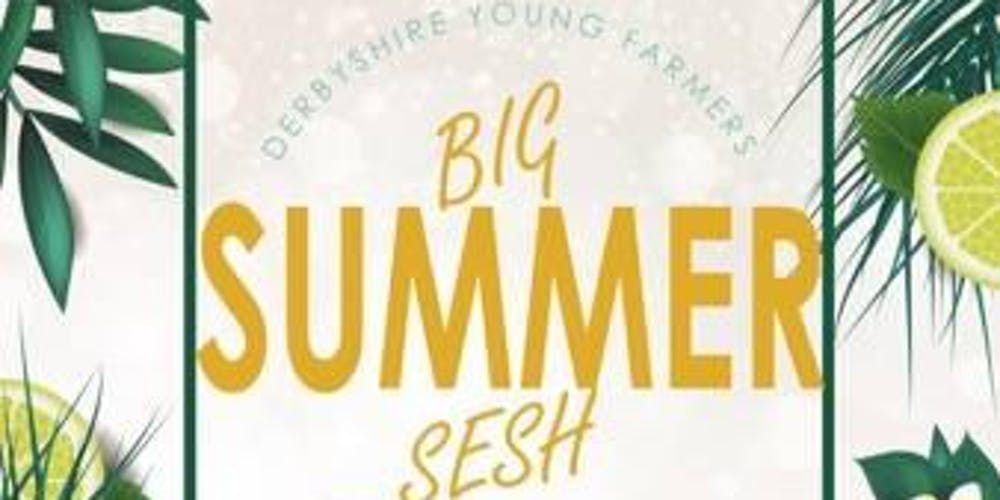 DERBYSHIRE YOUNG FARMERS
BIG
SUMMER
SESH